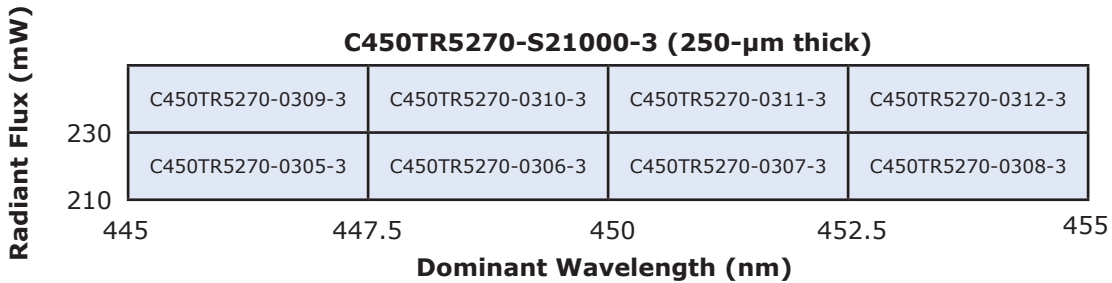 C450TR5270-S21000-3 (250-µm thick)
Radiant Flux (mW)
C450TR5270-0309-3 C450TR5270-0310-3 C450TR5270-0311-3 C450TR5270-0312-3
230
C450TR5270-0305-3 C450TR5270-0306-3 C450TR5270-0307-3 C450TR5270-0308-3
210
445 447.5 450 452.5 455
Dominant Wavelength (nm)